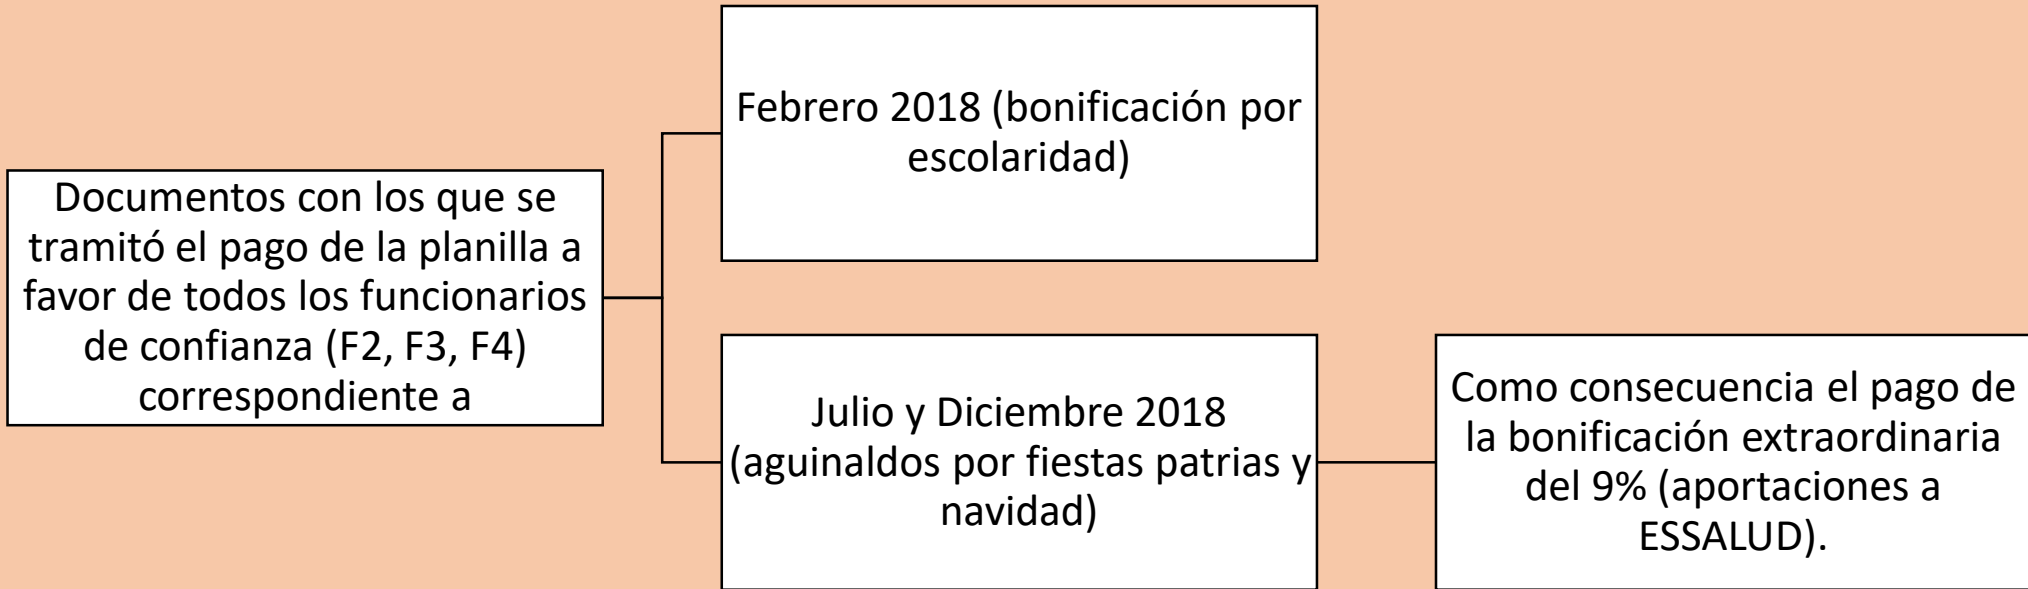 Documentos con los que se
tramitó el pago de la planilla a
favor de todos los funcionarios
de confianza (F2, F3, F4)
correspondiente a
Febrero 2018 (bonificación por
escolaridad)
Julio y Diciembre 2018
(aguinaldos por fiestas patrias y
navidad)
Como consecuencia el pago de
la bonificación extraordinaria
del 9% (aportaciones a
ESSALUD).